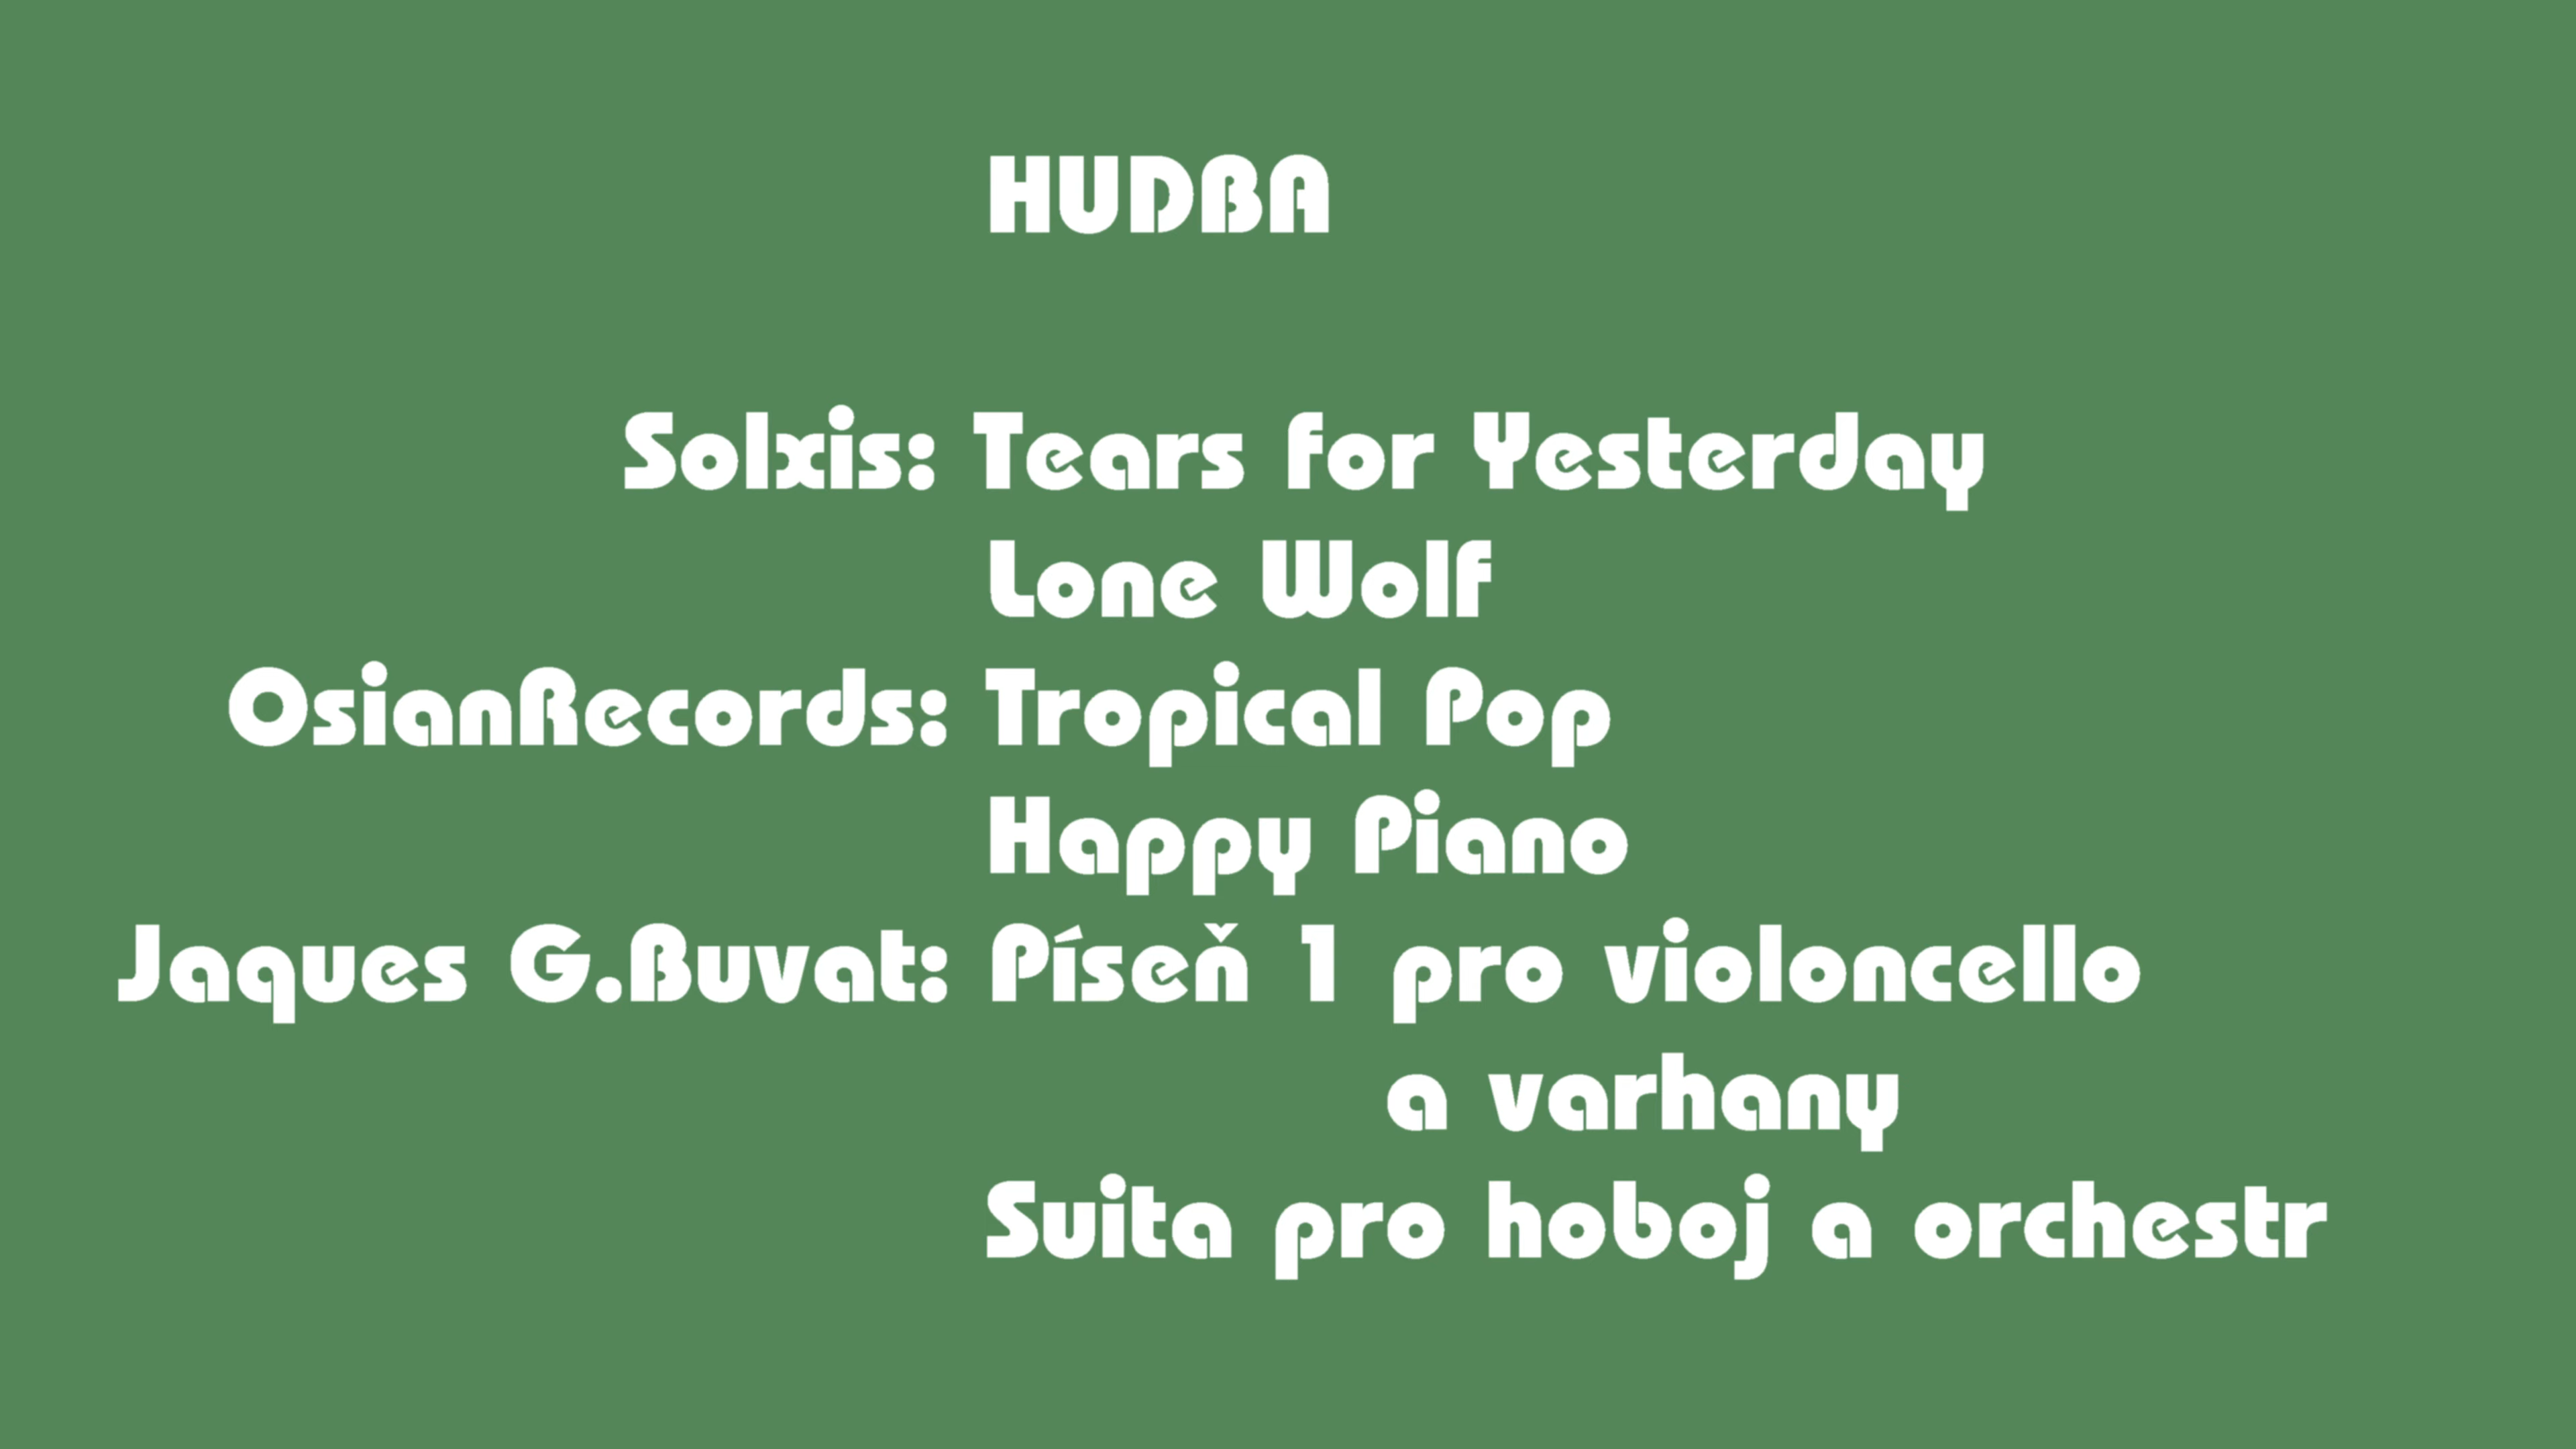 HUDBA
Solxis: Tears for Yesterday
Lone Wolf
OsianRecords: Tropical Pop
Happy Piano
Jaques G.Buvat: Píseň 1 pro violoncello
a varhany
Suita pro hoboj a orchestr